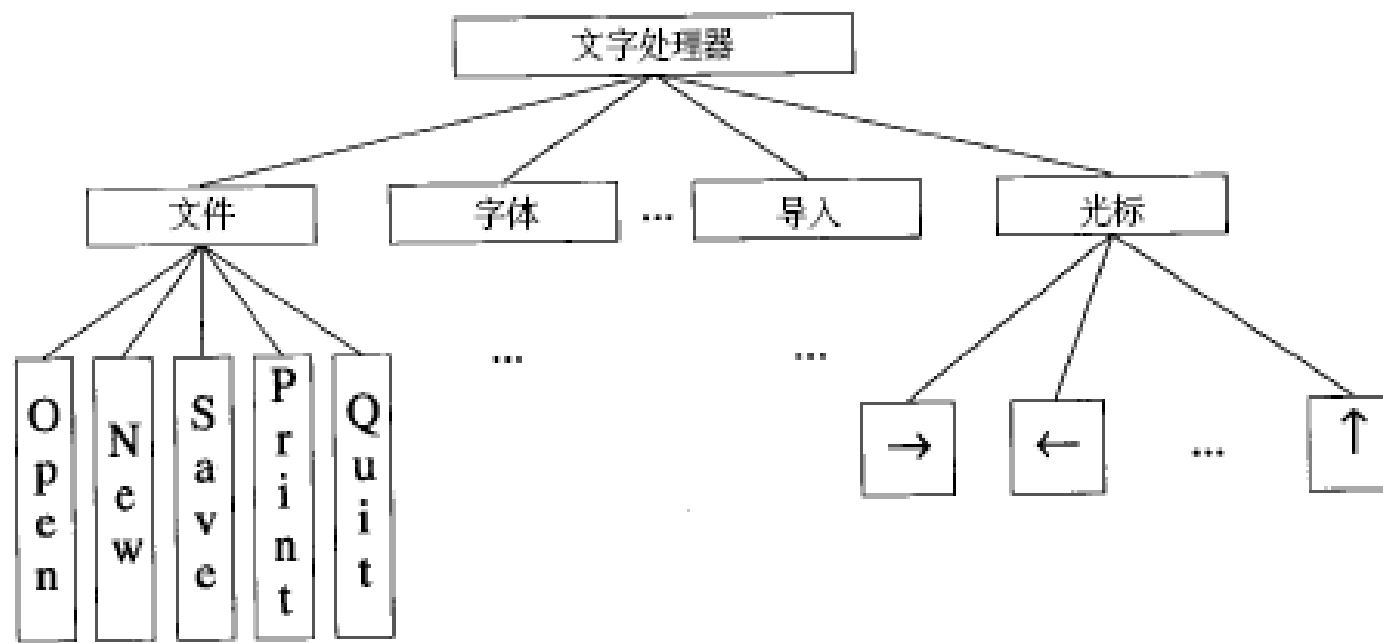 文字处理器
文件
字体
...
导入
光标
...
...
Open
New
Save
Print
Quit
→
←
...
↑